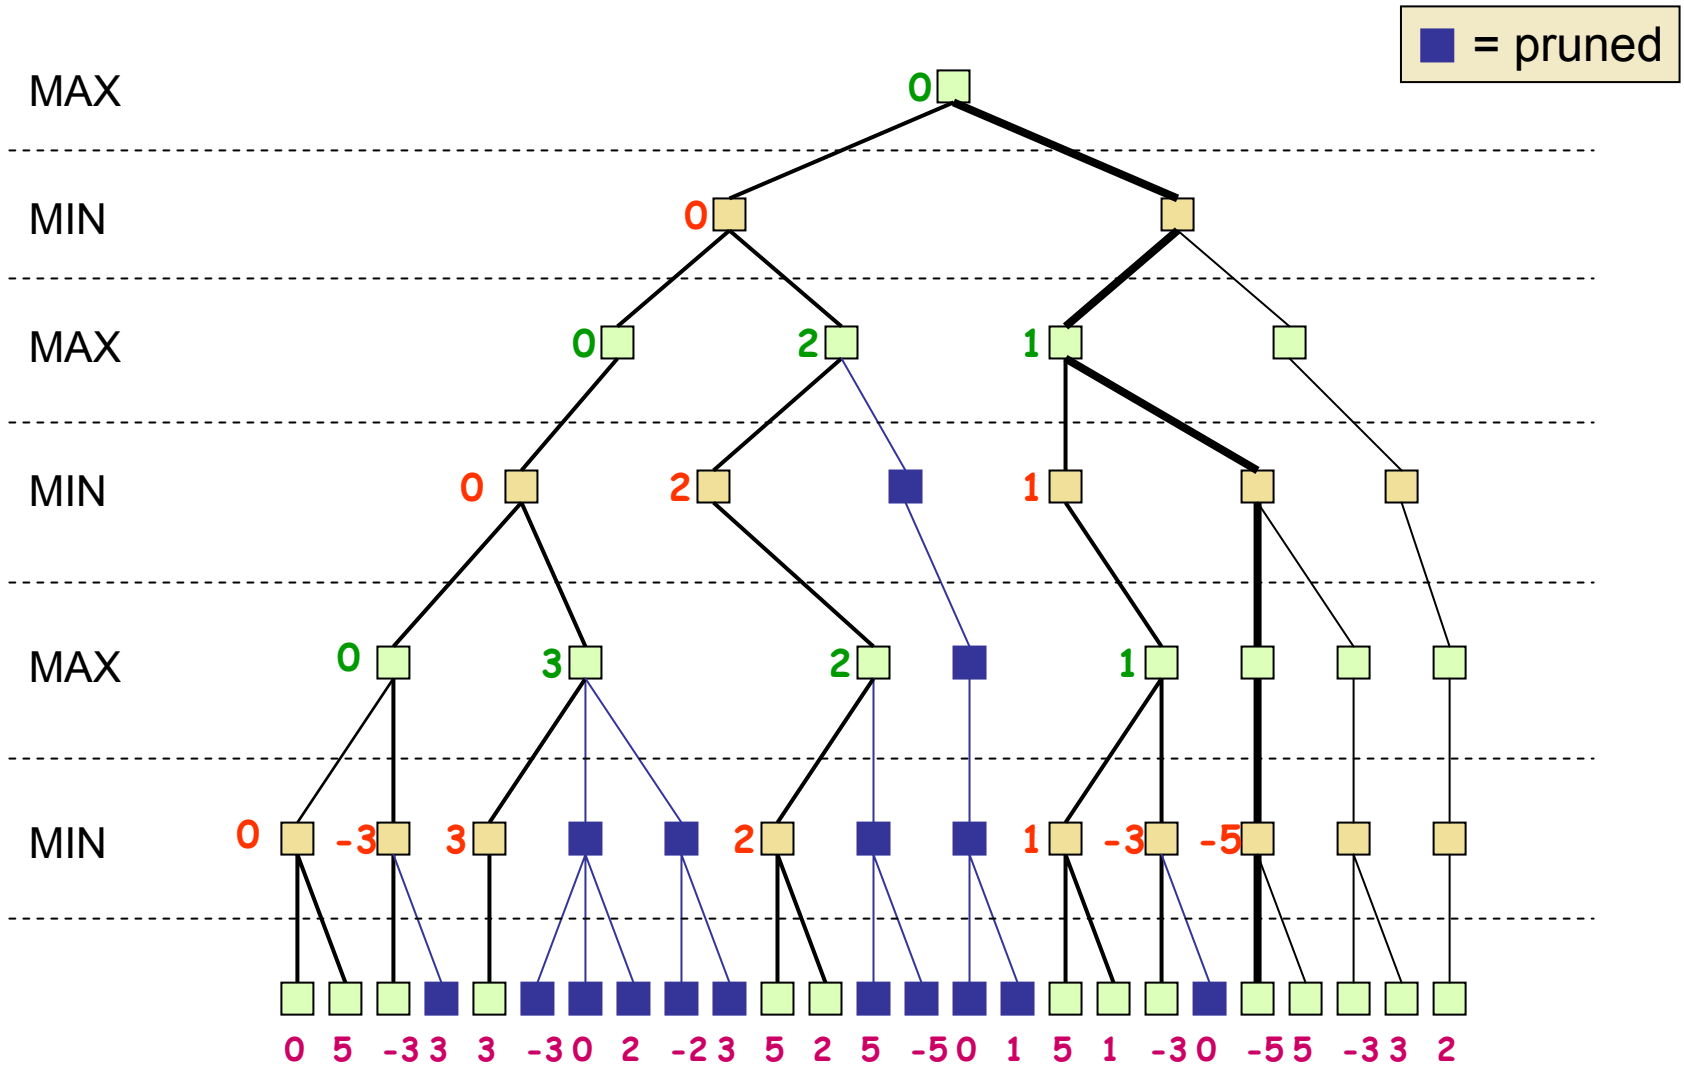 = pruned
MAX 0
MIN 0
MAX 0 2 1
MIN 0 2 1
MAX 0 3 2 1
MIN 0 -3 3 2 1 -3 -5
0 5 -3 3 3 -3 0 2 -2 3 5 2 5 -5 0 1 5 1 -3 0 -5 5 -3 3 2